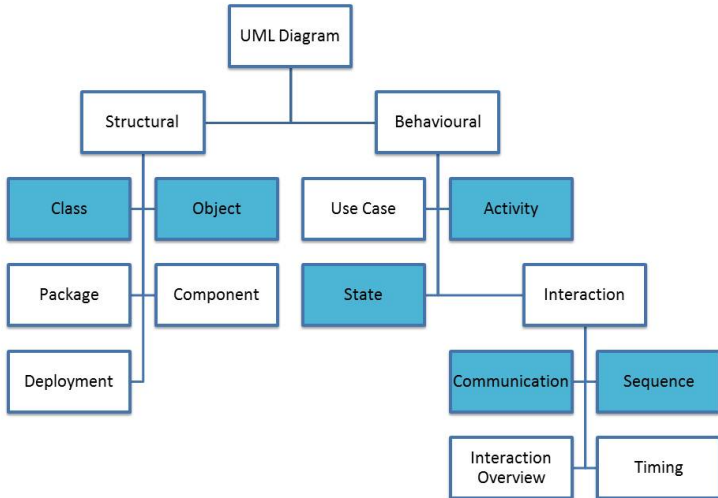 UML Diagram
Structural
Behavioural
Class
Object
Use Case
Activity
Package
Component
State
Interaction
Deployment
Communication
Sequence
Interaction
Overview
Timing